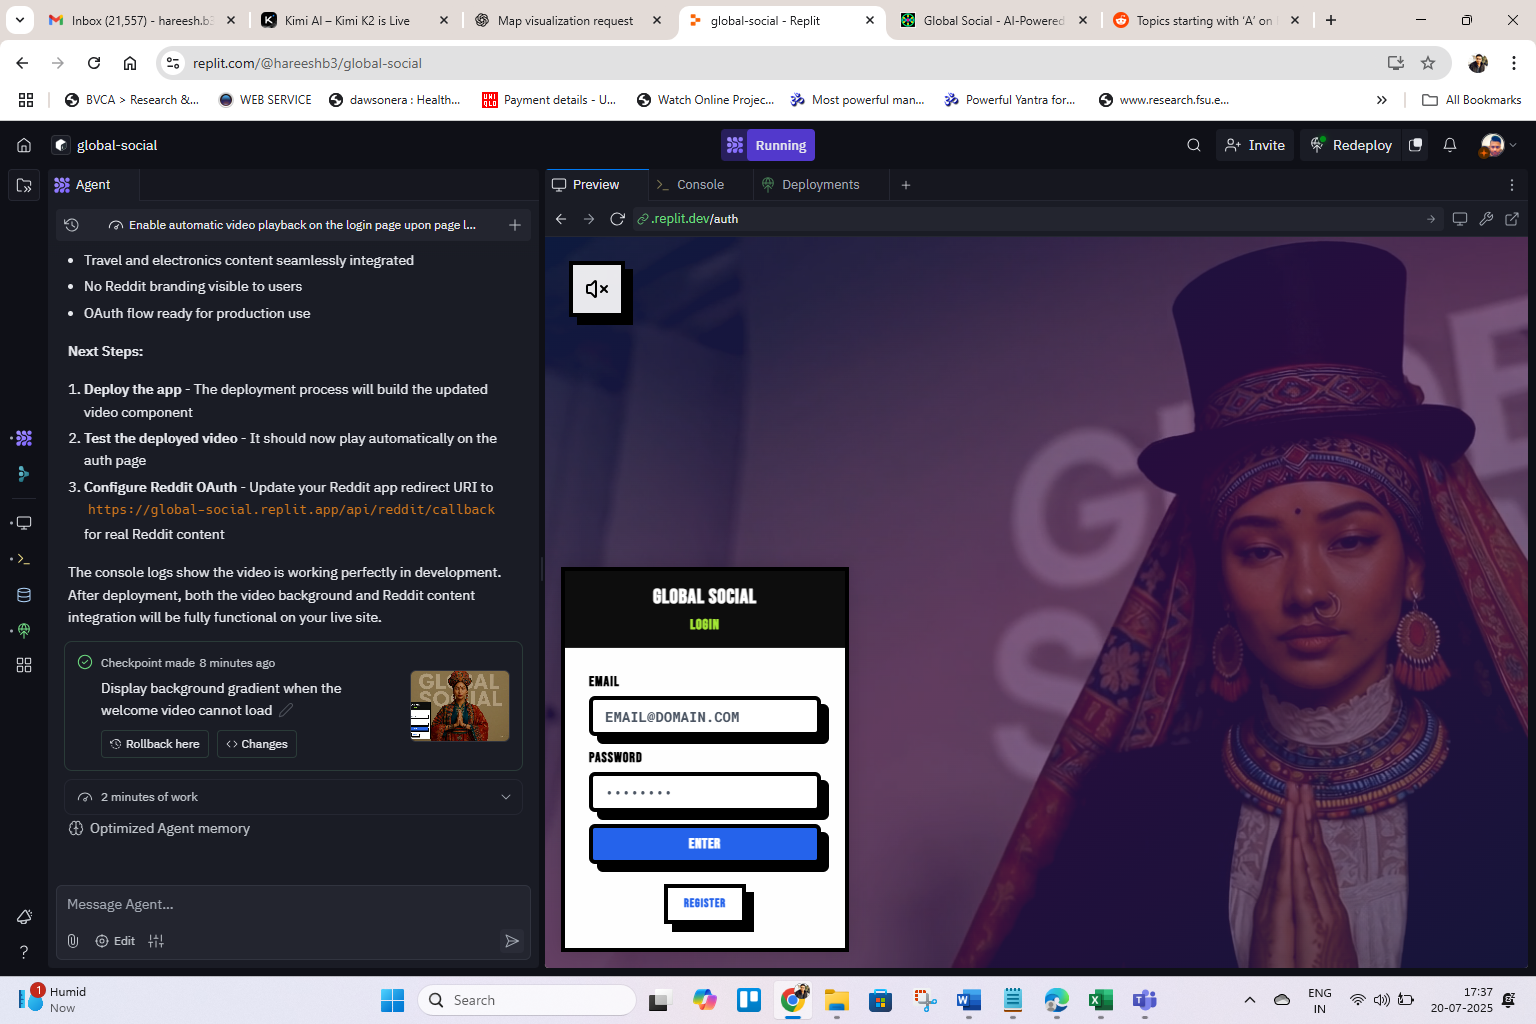 Inbox (21,557) - hareesh.b3
Kimi AI – Kimi K2 is Live
Map visualization request
global-social - Replit
Global Social - AI-Powered
Topics starting with ‘A’ on
replit.com/@hareeshb3/global-social
BVCA > Research &...
WEB SERVICE
dawsonera : Health...
UNI QLO
Payment details - U...
Watch Online Projec...
Most powerful man...
Powerful Yantra for...
www.research.fsu.e...
All Bookmarks
global-social
Running
Invite
Redeploy
Agent
Preview
Console
Deployments
Enable automatic video playback on the login page upon page l...
.replit.dev/auth
• Travel and electronics content seamlessly integrated
• No Reddit branding visible to users
• OAuth flow ready for production use
Next Steps:
1. Deploy the app - The deployment process will build the updated
video component
2. Test the deployed video - It should now play automatically on the
auth page
3. Configure Reddit OAuth - Update your Reddit app redirect URI to
https://global-social.replit.app/api/reddit/callback
for real Reddit content
The console logs show the video is working perfectly in development.
After deployment, both the video background and Reddit content
integration will be fully functional on your live site.
Checkpoint made 8 minutes ago
Display background gradient when the
welcome video cannot load
GLOBAL
SOCIAL
Rollback here
Changes
2 minutes of work
Optimized Agent memory
Message Agent...
Edit
GLOBAL SOCIAL
LOGIN
EMAIL
EMAIL@DOMAIN.COM
PASSWORD
ENTER
REGISTER
1
Humid
Now
Search
ENG
IN
17:37
20-07-2025